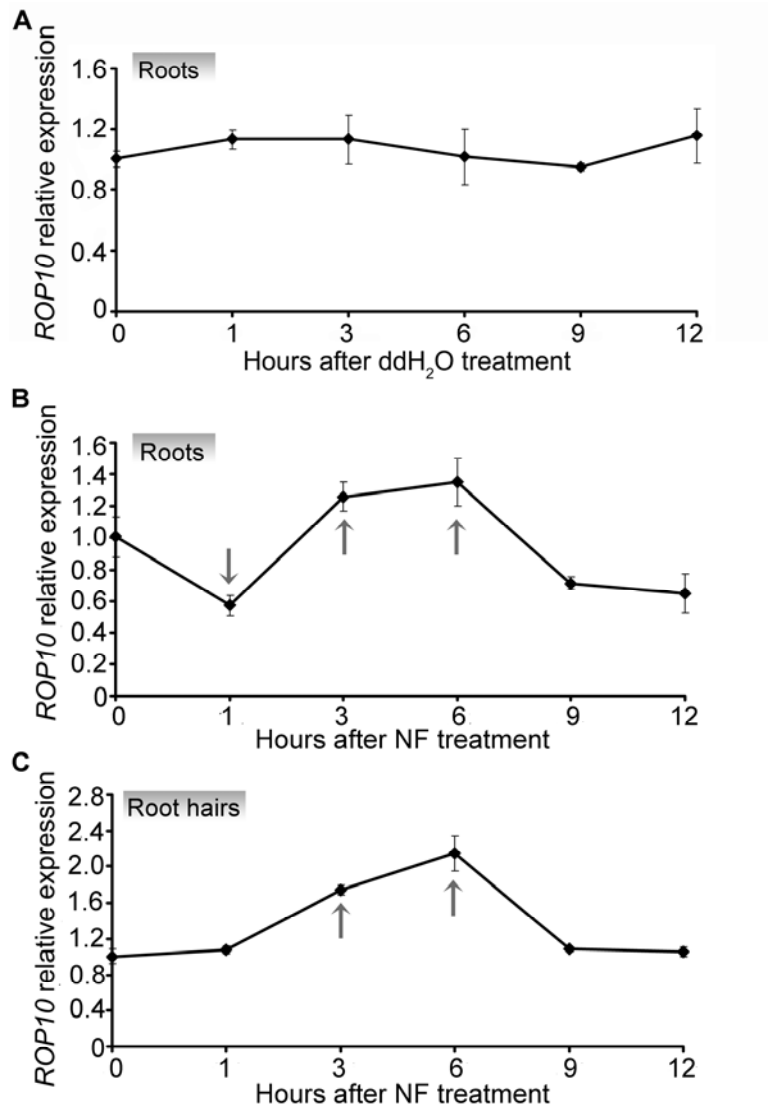 A
Roots
ROP10 relative expression
1.6
1.2
0.8
0.4
0
0 1 3 6 9 12
Hours after ddH₂O treatment
B
Roots
ROP10 relative expression
1.6
1.4
1.2
1.0
0.8
0.6
0.4
0.2
0
0 1 3 6 9 12
Hours after NF treatment
C
Root hairs
ROP10 relative expression
2.8
2.4
2.0
1.6
1.2
0.8
0.4
0
0 1 3 6 9 12
Hours after NF treatment